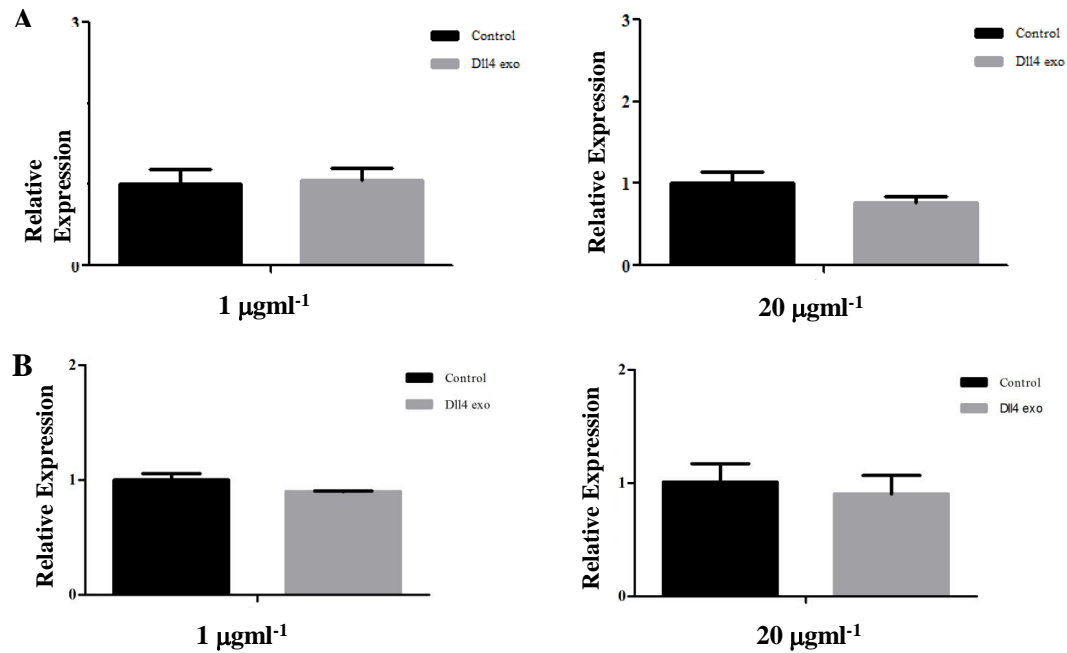 A
3
0
Relative
Expression
Control
Dll4 exo
1 μgml-1
3
2
1
0
Relative Expression
Control
Dll4 exo
20 μgml-1
B
2
1
0
Relative Expression
Control
Dll4 exo
1 μgml-1
2
1
0
Relative Expression
Control
Dll4 exo
20 μgml-1